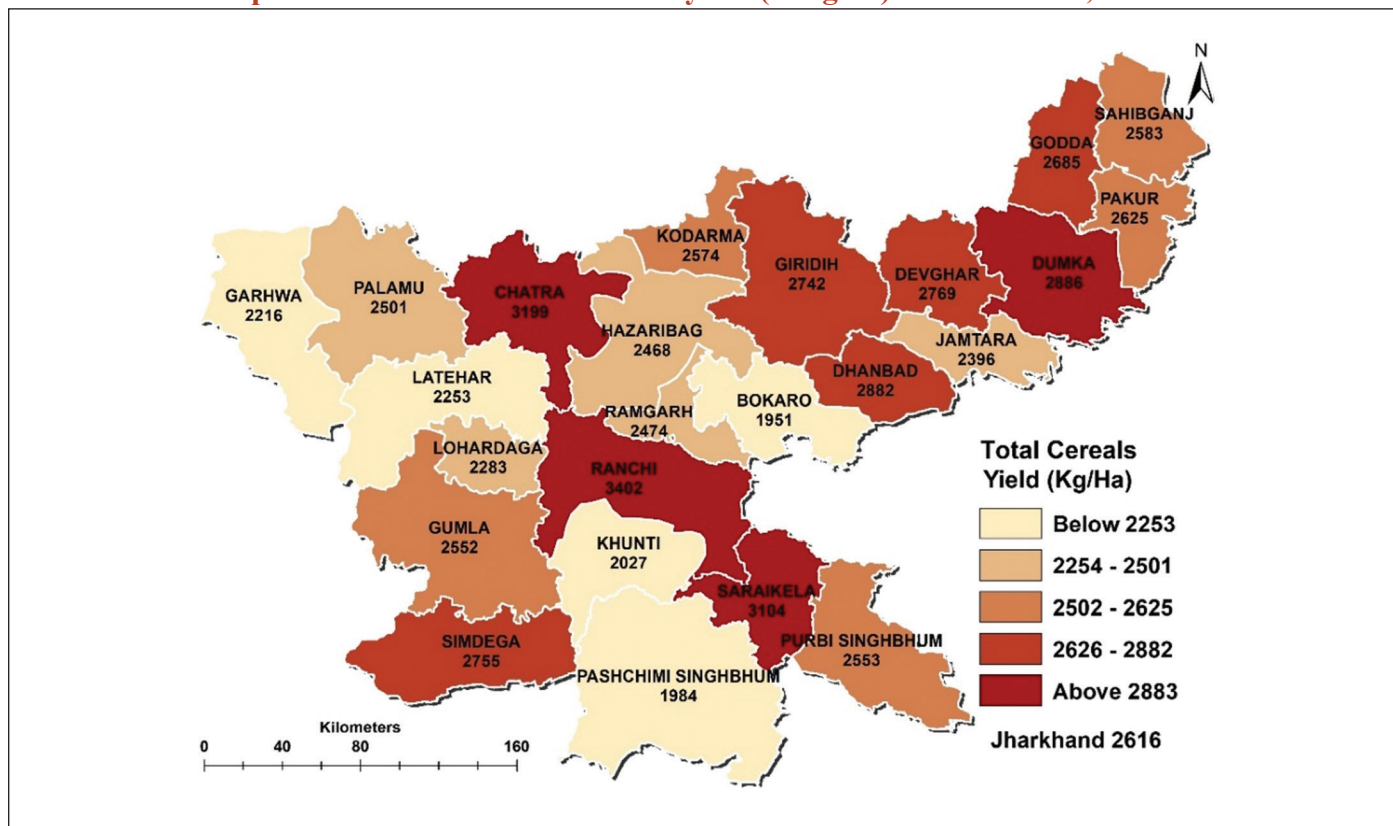 N
SAHIBGANJ
2583
GODDA
2685
PAKUR
2625
KODARMA
2574
GIRIDIH
2742
DEVGHAR
2769
DUMKA
2886
GARHWA
2216
PALAMU
2501
CHATRA
3199
HAZARIBAG
2468
JAMTARA
2396
LATEHAR
2253
DHANBAD
2882
BOKARO
1951
RAMGARH
2474
LOHARDAGA
2283
RANCHI
3402
GUMLA
2552
KHUNTI
2027
SARAIKELA
3104
SIMDEGA
2755
PURBI SINGHBHUM
2553
PASHCHIMI SINGHBHUM
1984
Total Cereals
Yield (Kg/Ha)
Below 2253
2254 - 2501
2502 - 2625
2626 - 2882
Above 2883
Jharkhand 2616
Kilometers
0 40 80 160